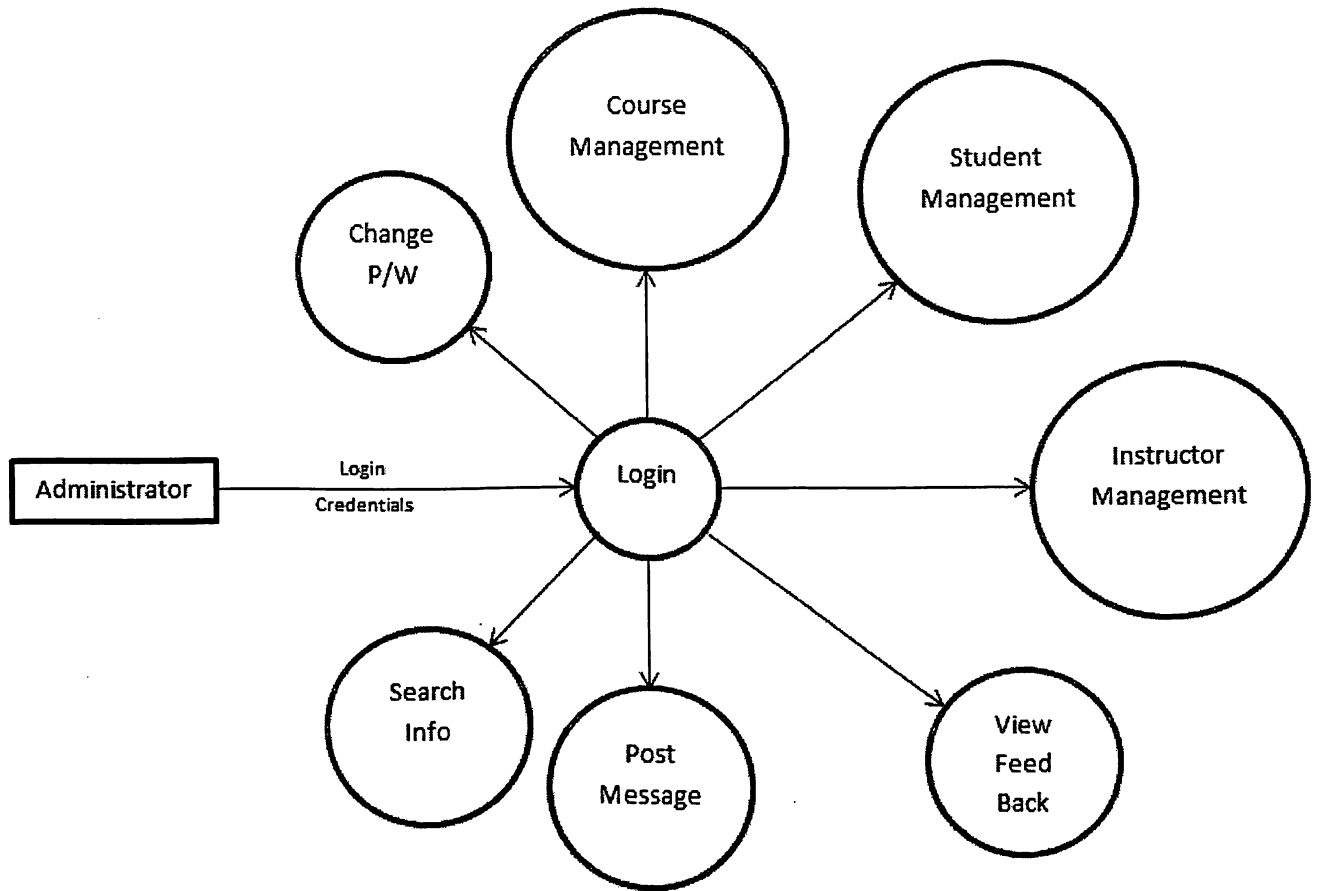 Course
Management
Student
Management
Change
P/W
Instructor
Management
Login
Administrator
Login
Credentials
Search
Info
Post
Message
View
Feed
Back